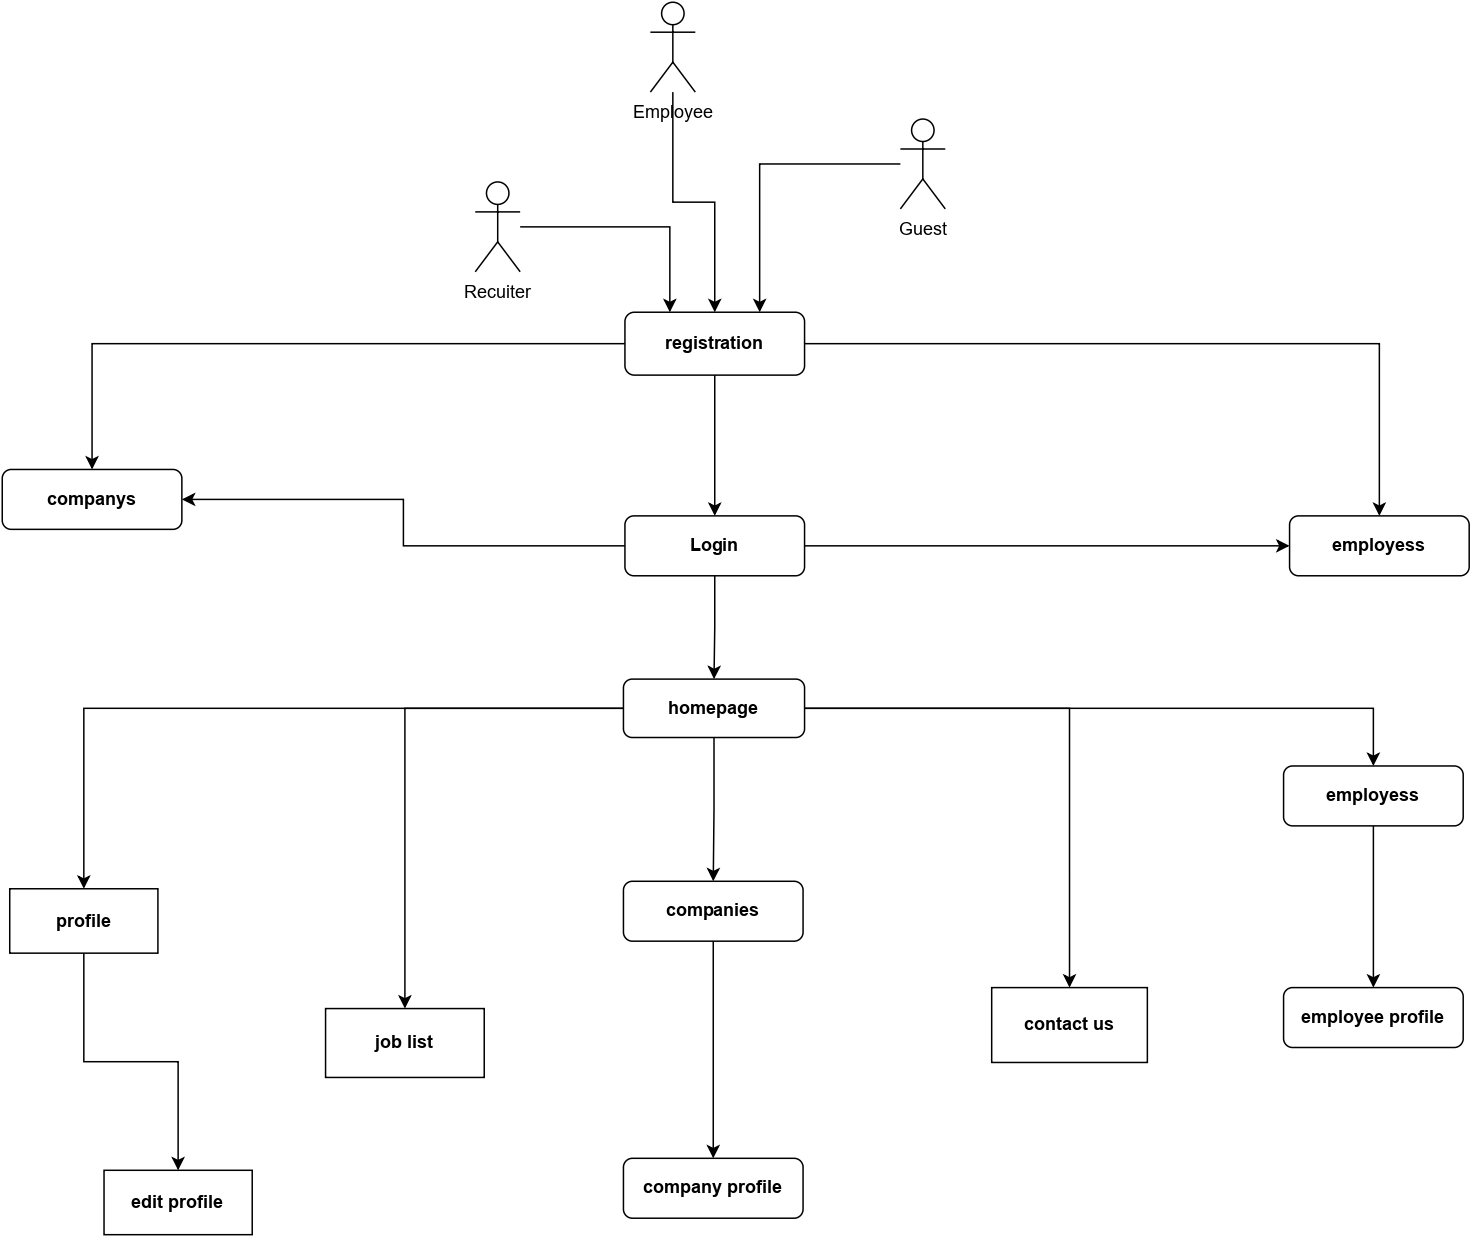 Employee
Guest
Recuiter
registration
companys
Login
employess
homepage
employess
companies
profile
employee profile
contact us
job list
company profile
edit profile